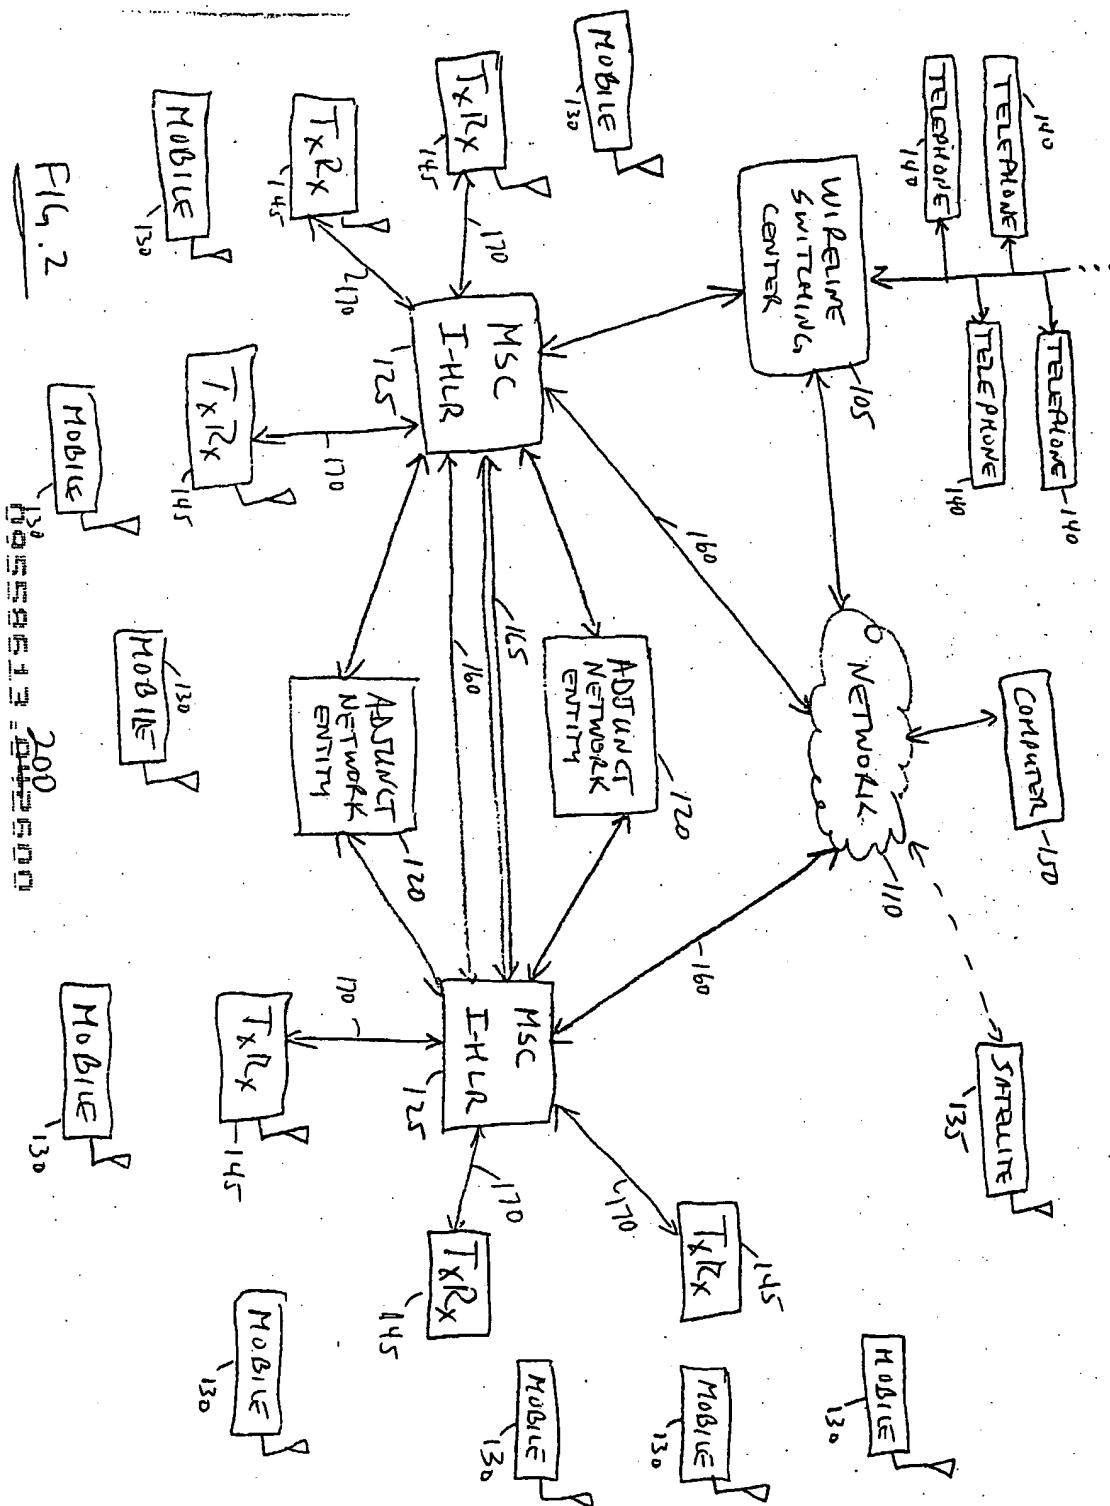 140
TELEPHONE
TELEPHONE
140
TELEPHONE
140
TELEPHONE
140
WIRELINE
SWITCHING
CENTER
105
COMPUTER
150
NETWORK
110
SATELLITE
135
160
160
MOBILE
130
TxRx
145
170
TxRx
145
170
MSC
I-HLR
125
ADJUNCT
NETWORK
ENTITY
120
165
160
ADJUNCT
NETWORK
ENTITY
120
MSC
I-HLR
125
170
TxRx
145
170
TxRx
145
MOBILE
130
MOBILE
130
MOBILE
130
MOBILE
130
TxRx
145
170
MOBILE
130
MOBILE
130
TxRx
145
170
MOBILE
130
MOBILE
130
200
FIG. 2
09558613.042600